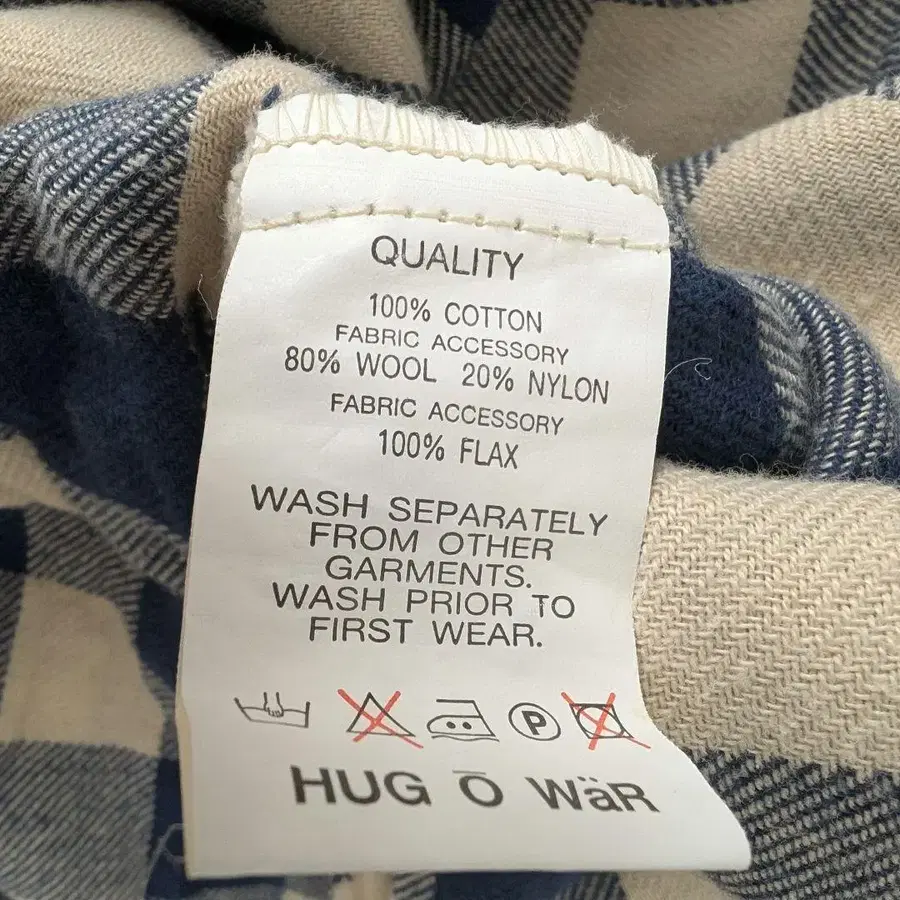 QUALITY
100% COTTON
FABRIC ACCESSORY
80% WOOL 20% NYLON
FABRIC ACCESSORY
100% FLAX
WASH SEPARATELY
FROM OTHER
GARMENTS.
WASH PRIOR TO
FIRST WEAR.
P
HUG Ō WäR